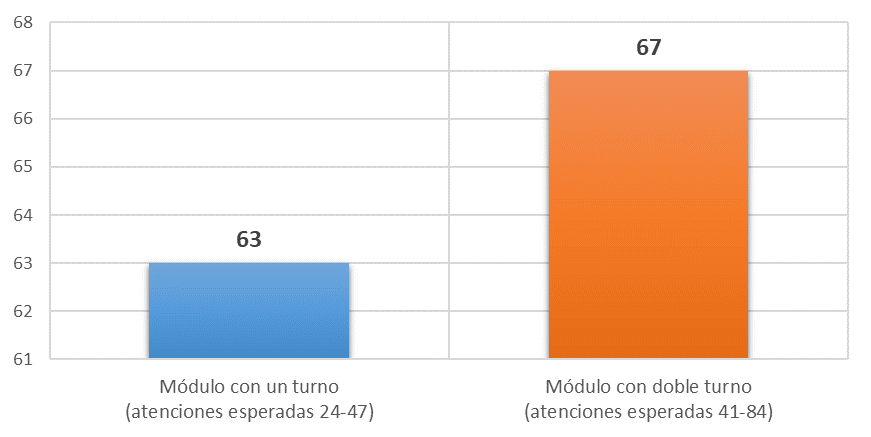 68
67
66
65
64
63
62
61
63
67
Módulo con un turno
(atenciones esperadas 24-47)
Módulo con doble turno
(atenciones esperadas 41-84)